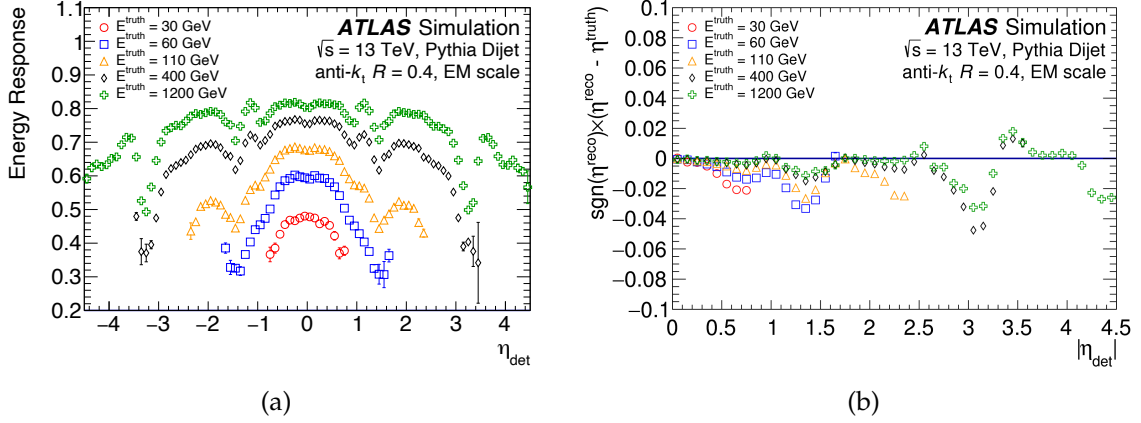 Energy Response
1.1
1
0.9
0.8
0.7
0.6
0.5
0.4
0.3
0.2
E^truth = 30 GeV
E^truth = 60 GeV
E^truth = 110 GeV
E^truth = 400 GeV
E^truth = 1200 GeV
ATLAS Simulation
√s = 13 TeV, Pythia Dijet
anti-k_t R = 0.4, EM scale
−4 −3 −2 −1 0 1 2 3 4
η_det
(a)
sgn(η^reco)×(η^reco - η^truth)
0.1
0.08
0.06
0.04
0.02
0
−0.02
−0.04
−0.06
−0.08
−0.1
E^truth = 30 GeV
E^truth = 60 GeV
E^truth = 110 GeV
E^truth = 400 GeV
E^truth = 1200 GeV
ATLAS Simulation
√s = 13 TeV, Pythia Dijet
anti-k_t R = 0.4, EM scale
0 0.5 1 1.5 2 2.5 3 3.5 4 4.5
|η_det|
(b)